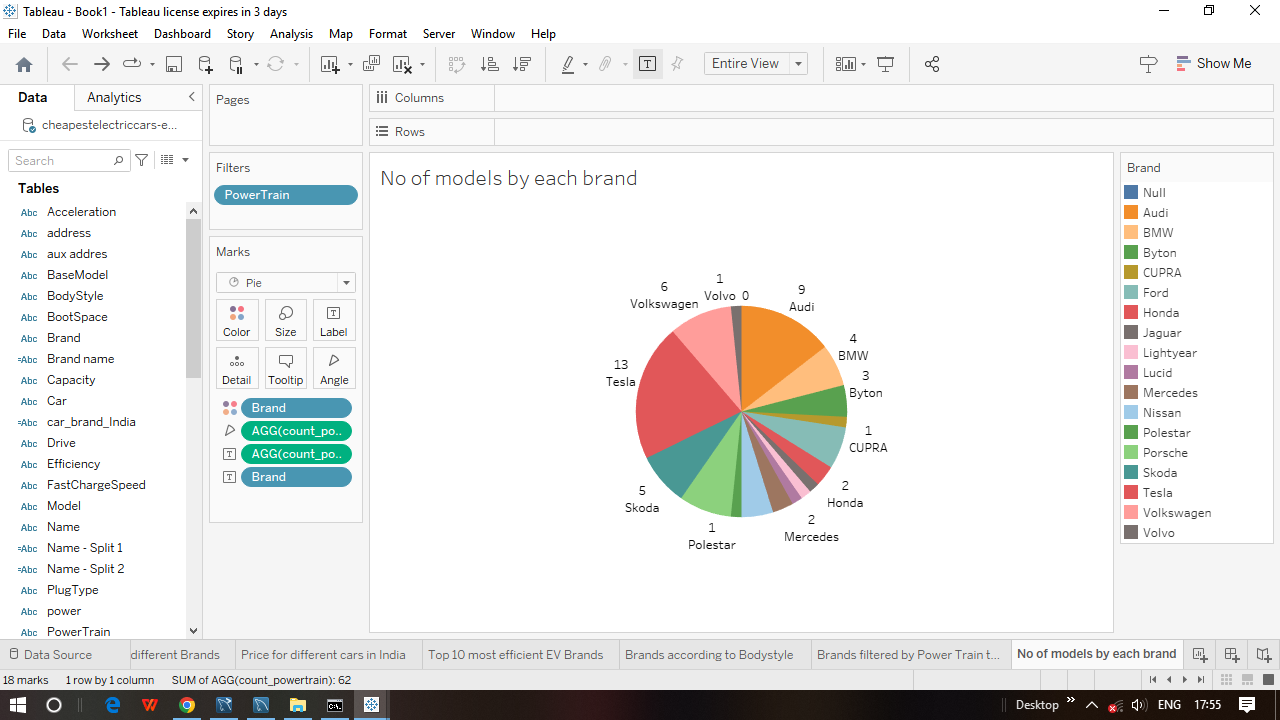 Tableau - Book1 - Tableau license expires in 3 days
File Data Worksheet Dashboard Story Analysis Map Format Server Window Help
Entire View
Show Me
Data Analytics
cheapestelectriccars-e...
Search
Tables
Abc Acceleration
Abc address
Abc aux addres
Abc BaseModel
Abc BodyStyle
Abc BootSpace
Abc Brand
=Abc Brand name
Abc Capacity
Abc Car
=Abc car_brand_India
Abc Drive
Abc Efficiency
Abc FastChargeSpeed
Abc Model
Abc Name
=Abc Name - Split 1
=Abc Name - Split 2
Abc PlugType
Abc power
Abc PowerTrain
Pages
Filters
PowerTrain
Marks
Pie
Color Size Label
Detail Tooltip Angle
Brand
AGG(count_po..
AGG(count_po..
Brand
Columns
Rows
No of models by each brand
0
9
Audi
4
BMW
3
Byton
1
CUPRA
2
Honda
2
Mercedes
1
Polestar
5
Skoda
13
Tesla
6
Volkswagen
1
Volvo
Brand
Null
Audi
BMW
Byton
CUPRA
Ford
Honda
Jaguar
Lightyear
Lucid
Mercedes
Nissan
Polestar
Porsche
Skoda
Tesla
Volkswagen
Volvo
Data Source different Brands Price for different cars in India Top 10 most efficient EV Brands Brands according to Bodystyle Brands filtered by Power Train t... No of models by each brand
18 marks 1 row by 1 column SUM of AGG(count_powertrain): 62
Desktop ENG 17:55